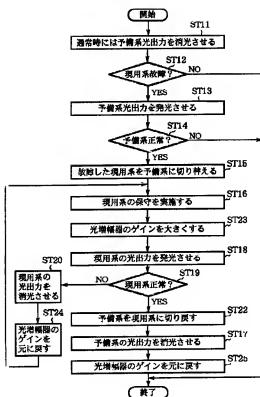 開始
ST11
通常時には予備系光出力を消光させる
ST12
現用系故障?
NO
YES
ST13
予備系光出力を発光させる
ST14
予備系正常?
NO
YES
ST15
故障した現用系を予備系に切り替える
ST16
現用系の保守を実施する
ST23
光増幅器のゲインを大きくする
ST18
現用系の光出力を発光させる
ST19
現用系正常?
NO
YES
ST20
現用系の
光出力を
消光させる
ST24
光増幅器の
ゲインを
元に戻す
ST22
予備系を現用系に切り戻す
ST17
予備系の光出力を消光させる
ST25
光増幅器のゲインを元に戻す
終了